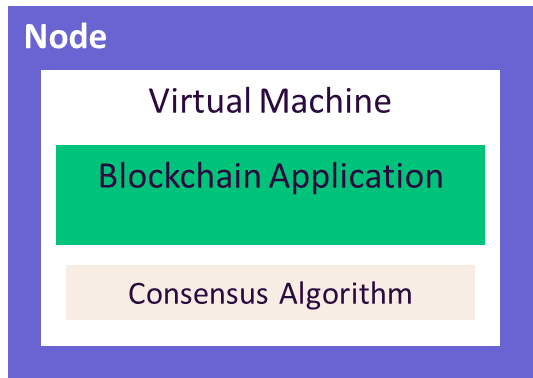 Node
Virtual Machine
Blockchain Application
Consensus Algorithm